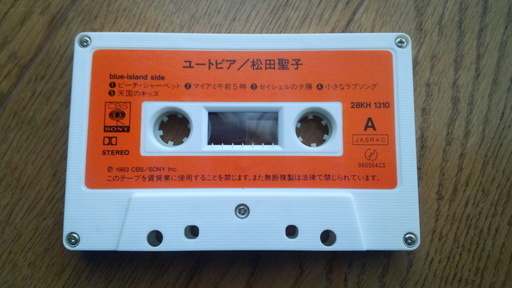 ユートピア／松田聖子
blue-island side
❶ピーチ・シャーベット ❷マイアミ午前5時 ❸セイシェルの夕陽 ❹小さなラブソング
❺天国のキッス
CBS
SONY
28KH 1310
A
JASRAC
STEREO
380064CS
Ⓟ 1983 CBS/SONY Inc.
このテープを賃貸業に使用することを禁じます。また無断複製は法律で禁じられています。